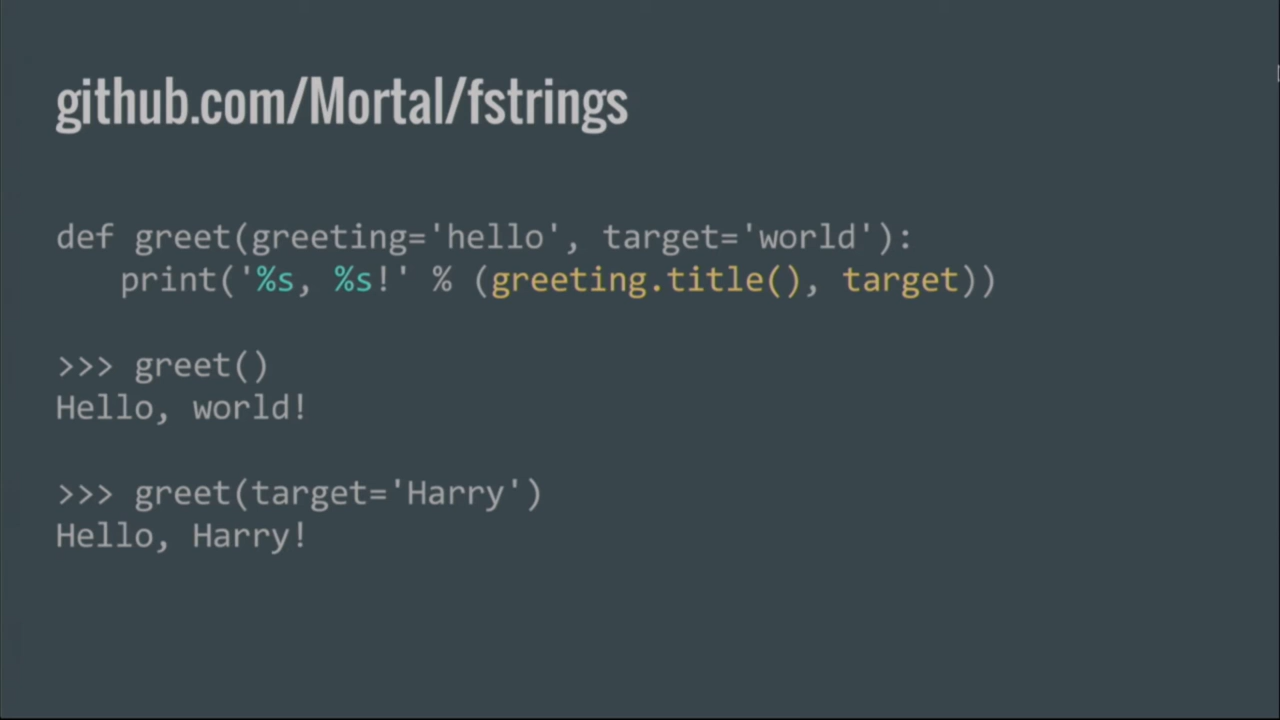 github.com/Mortal/fstrings
def greet(greeting='hello', target='world'):
print('%s, %s!' % (greeting.title(), target))
>>> greet()
Hello, world!
>>> greet(target='Harry')
Hello, Harry!